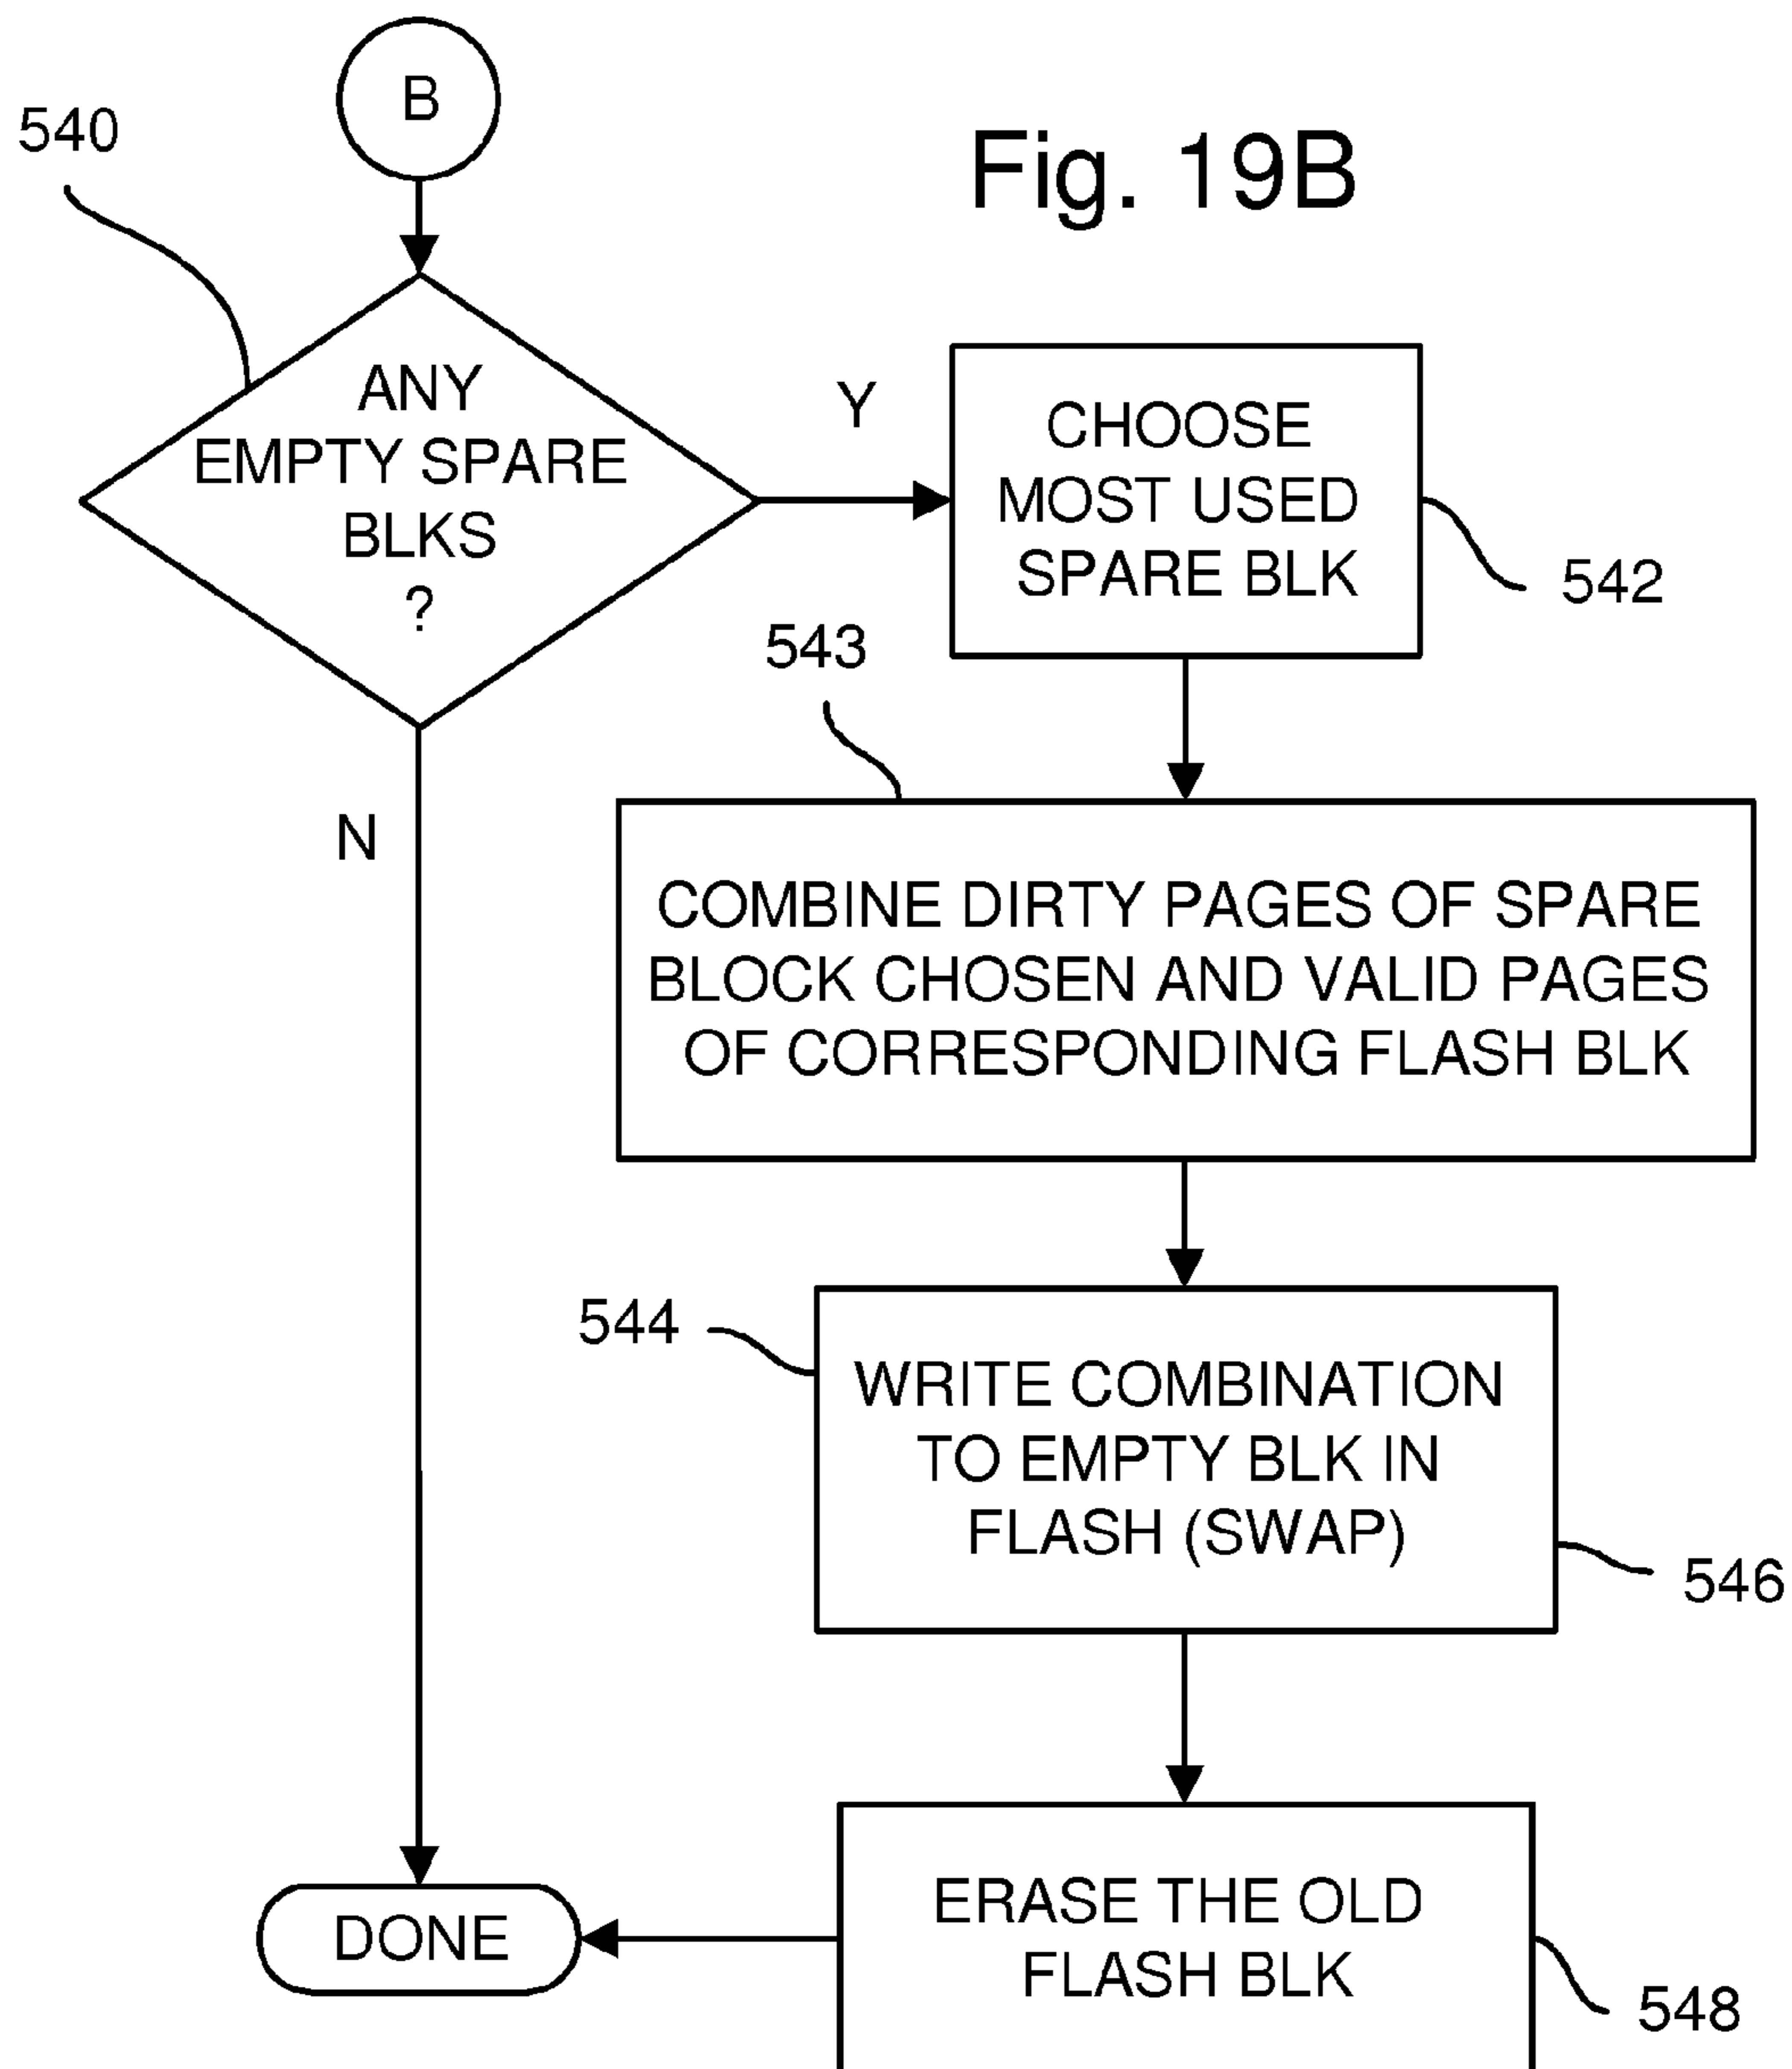 B
540
Fig. 19B
ANY
EMPTY SPARE
BLKS
?
Y
N
CHOOSE
MOST USED
SPARE BLK
542
543
COMBINE DIRTY PAGES OF SPARE
BLOCK CHOSEN AND VALID PAGES
OF CORRESPONDING FLASH BLK
544
WRITE COMBINATION
TO EMPTY BLK IN
FLASH (SWAP)
546
ERASE THE OLD
FLASH BLK
548
DONE